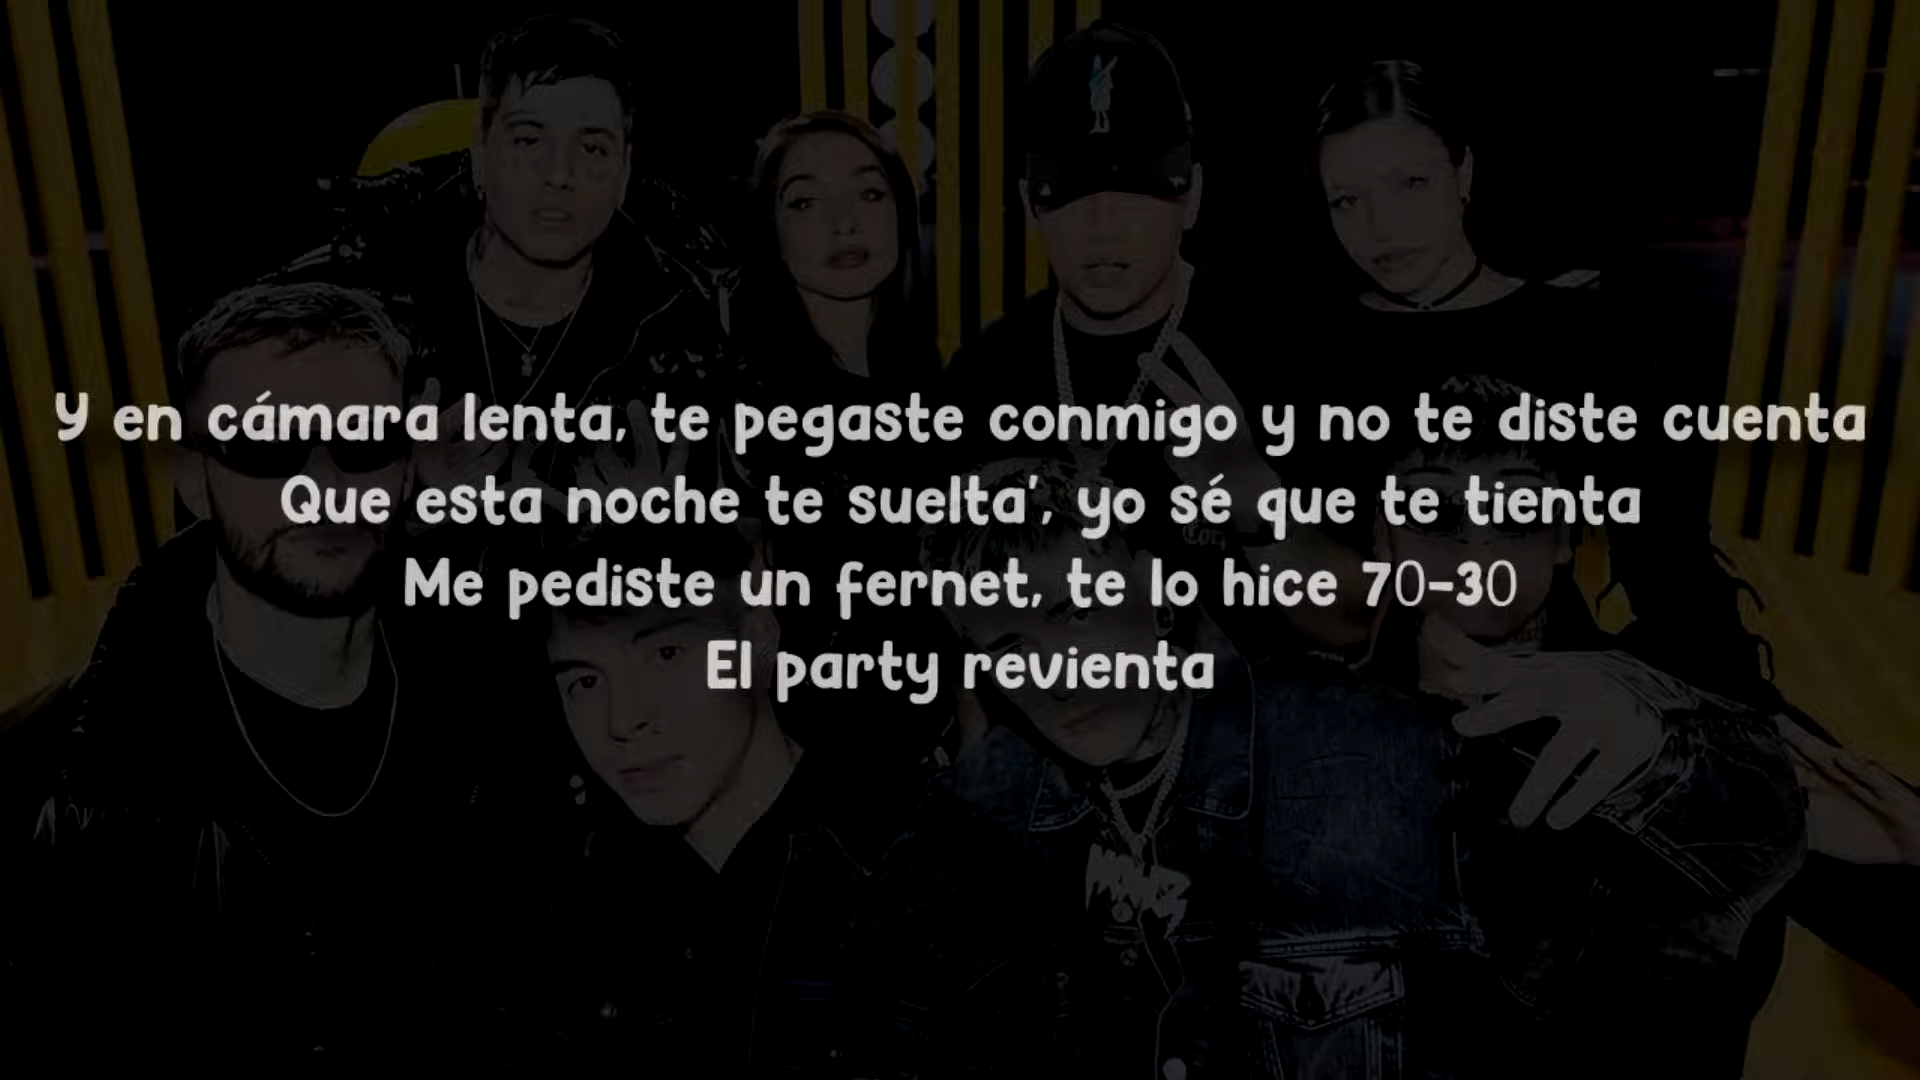 Y en cámara lenta, te pegaste conmigo y no te diste cuenta
Que esta noche te suelta', yo sé que te tienta
Me pediste un fernet, te lo hice 70-30
El party revienta